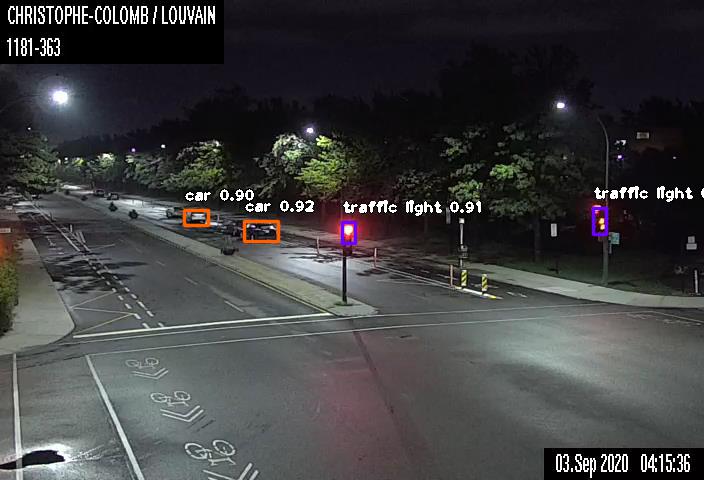 CHRISTOPHE-COLOMB / LOUVAIN
1181-363
car 0.90
car 0.92
traffic light 0.91
traffic light
03.Sep 2020 04:15:36